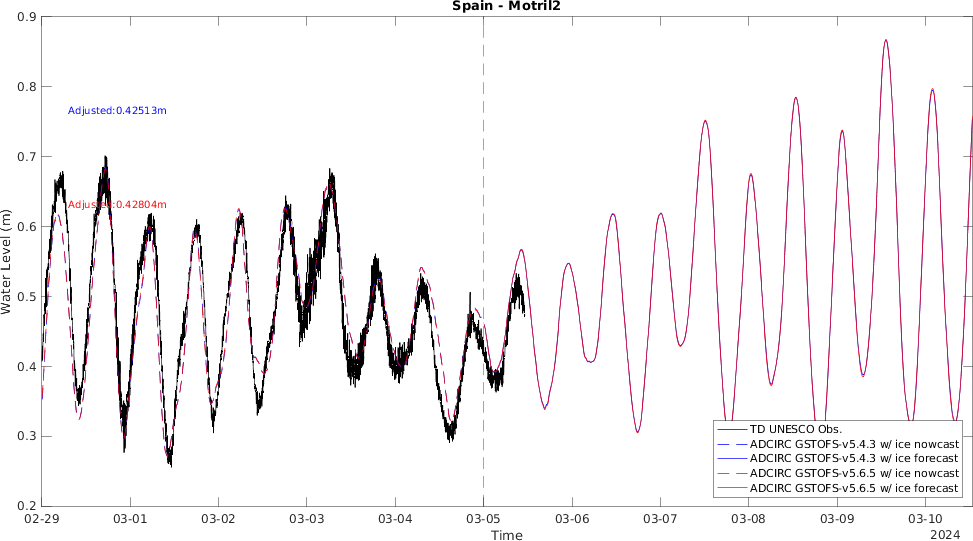 Spain - Motril2
0.9
0.8
0.7
0.6
0.5
0.4
0.3
0.2
Water Level (m)
Adjusted:0.42513m
Adjusted:0.42804m
TD UNESCO Obs.
ADCIRC GSTOFS-v5.4.3 w/ ice nowcast
ADCIRC GSTOFS-v5.4.3 w/ ice forecast
ADCIRC GSTOFS-v5.6.5 w/ ice nowcast
ADCIRC GSTOFS-v5.6.5 w/ ice forecast
02-29 03-01 03-02 03-03 03-04 03-05 03-06 03-07 03-08 03-09 03-10
Time
2024